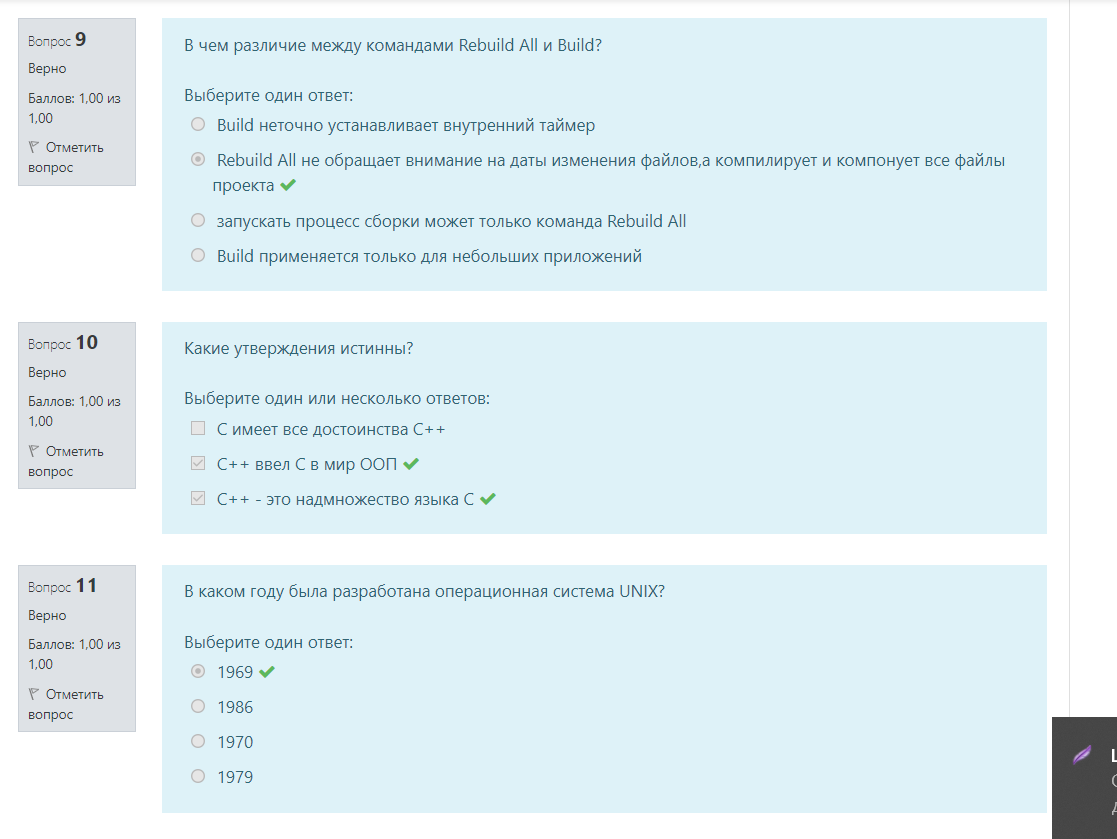 Вопрос 9
Верно
Баллов: 1,00 из
1,00
Отметить
вопрос
В чем различие между командами Rebuild All и Build?
Выберите один ответ:
Build неточно устанавливает внутренний таймер
Rebuild All не обращает внимание на даты изменения файлов,а компилирует и компонует все файлы
проекта
запускать процесс сборки может только команда Rebuild All
Build применяется только для небольших приложений
Вопрос 10
Верно
Баллов: 1,00 из
1,00
Отметить
вопрос
Какие утверждения истинны?
Выберите один или несколько ответов:
С имеет все достоинства С++
С++ ввел С в мир ООП
С++ - это надмножество языка С
Вопрос 11
Верно
Баллов: 1,00 из
1,00
Отметить
вопрос
В каком году была разработана операционная система UNIX?
Выберите один ответ:
1969
1986
1970
1979